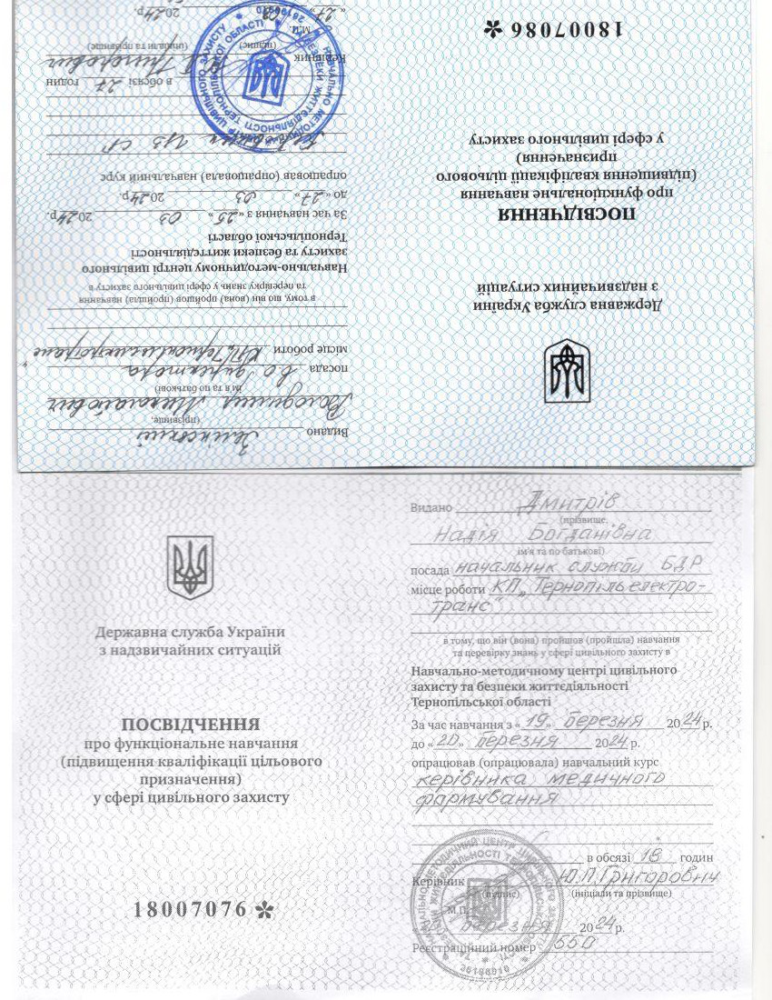 Державна служба України
з надзвичайних ситуацій
ПОСВІДЧЕННЯ
про функціональне навчання
(підвищення кваліфікації цільового
призначення)
у сфері цивільного захисту
18007086
Видано Зелінський
(прізвище,
Володимир Миколайович
ім'я та по батькові)
посада в.о директора
місце роботи КП„Тернопільелектротранс"
в тому, що він (вона) пройшов (пройшла) навчання
та перевірку знань у сфері цивільного захисту в
Навчально-методичному центрі цивільного
захисту та безпеки життєдіяльності
Тернопільської області
За час навчання з «25» 03 2024р.
до «27» 03 2024р.
опрацював (опрацювала) навчальний курс
ЦЗ СГ
в обсязі 27 годин
Керівник Григорович
(підпис) (ініціали та прізвище)
М.П.
«27» 03 2024р.
Державна служба України
з надзвичайних ситуацій
ПОСВІДЧЕННЯ
про функціональне навчання
(підвищення кваліфікації цільового
призначення)
у сфері цивільного захисту
18007076
Видано Дмитрів
(прізвище,
Надія Богданівна
ім'я та по батькові)
посада начальник служби БДР
місце роботи КП„Тернопільелектро-
транс"
в тому, що він (вона) пройшов (пройшла) навчання
та перевірку знань у сфері цивільного захисту в
Навчально-методичному центрі цивільного
захисту та безпеки життєдіяльності
Тернопільської області
За час навчання з «19» березня 2024 р.
до «20» березня 2024 р.
опрацював (опрацювала) навчальний курс
керівника медичного
формування
в обсязі 18 годин
Керівник Ю.П.Григорович
(підпис) (ініціали та прізвище)
М.П.
березня 2024 р.
Реєстраційний номер 550